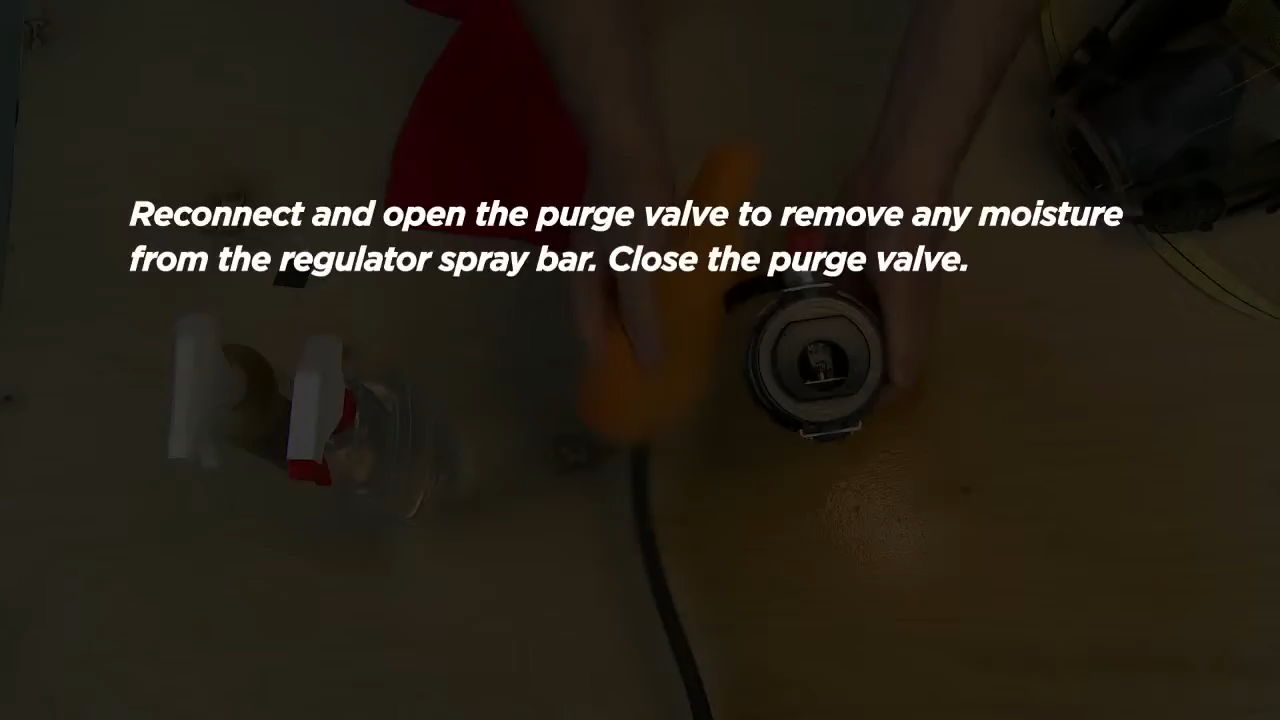 Reconnect and open the purge valve to remove any moisture
from the regulator spray bar. Close the purge valve.